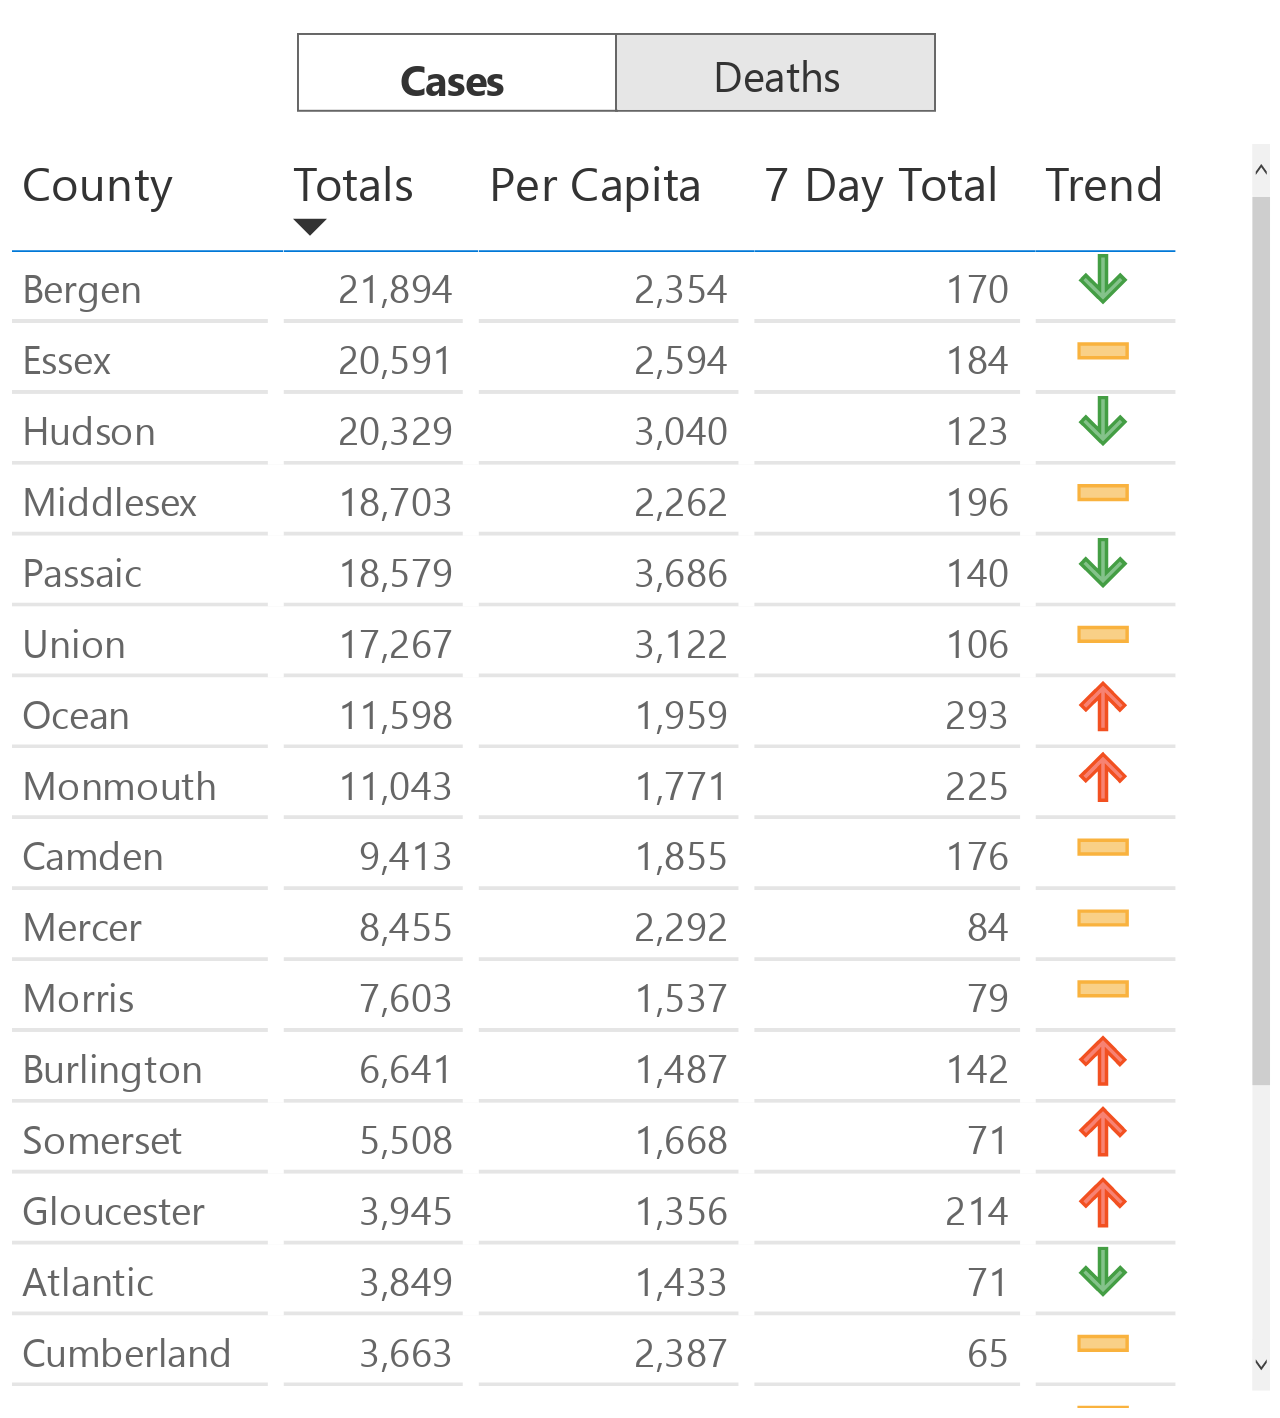 Cases Deaths
County Totals Per Capita 7 Day Total Trend
Bergen 21,894 2,354 170
Essex 20,591 2,594 184
Hudson 20,329 3,040 123
Middlesex 18,703 2,262 196
Passaic 18,579 3,686 140
Union 17,267 3,122 106
Ocean 11,598 1,959 293
Monmouth 11,043 1,771 225
Camden 9,413 1,855 176
Mercer 8,455 2,292 84
Morris 7,603 1,537 79
Burlington 6,641 1,487 142
Somerset 5,508 1,668 71
Gloucester 3,945 1,356 214
Atlantic 3,849 1,433 71
Cumberland 3,663 2,387 65